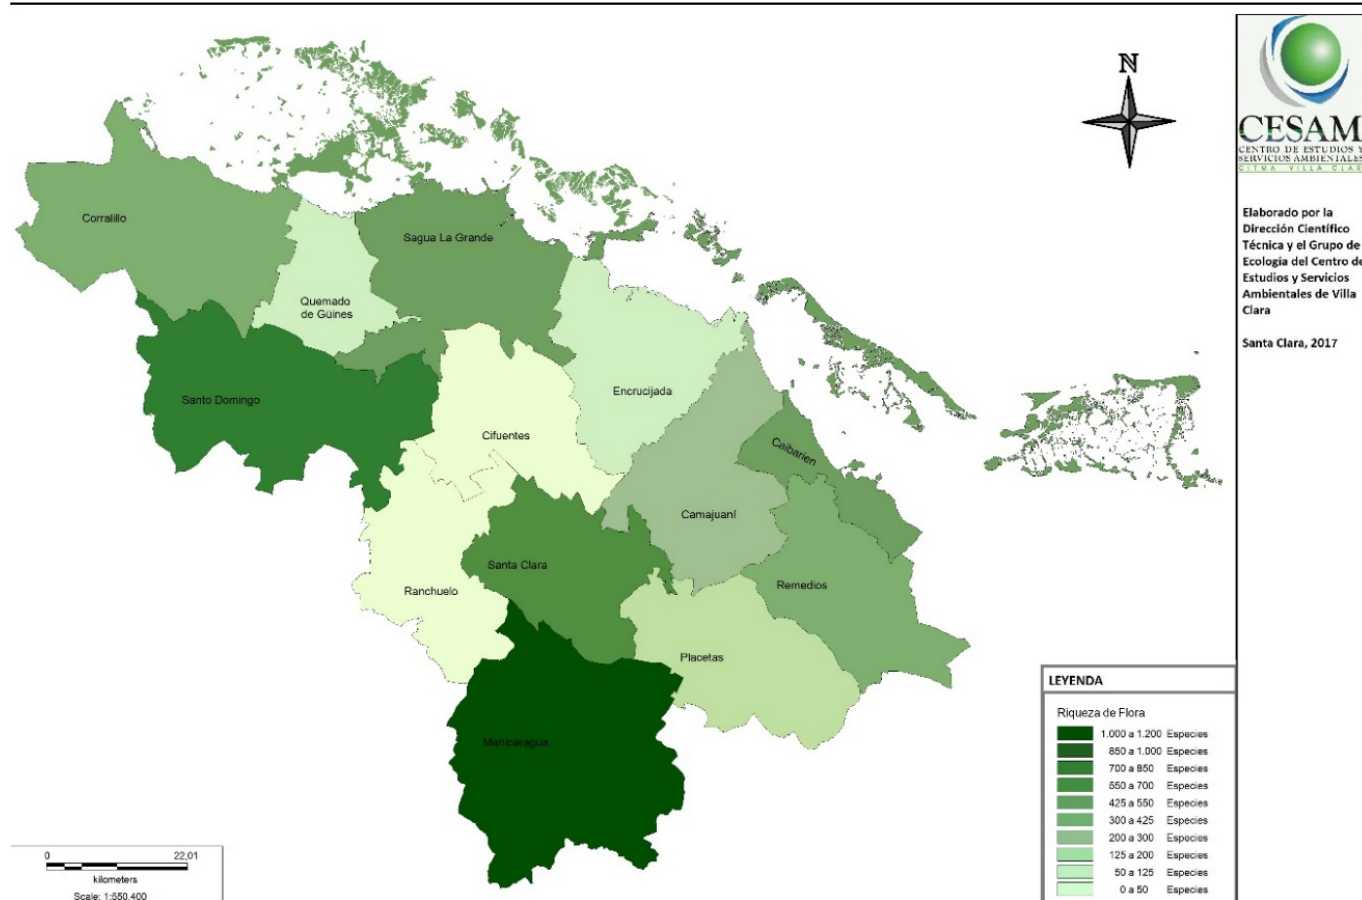 N
Corralillo
Sagua La Grande
Quemado
de Güines
Santo Domingo
Encrucijada
Cifuentes
Caibarien
Camajuaní
Santa Clara
Ranchuelo
Remedios
Placetas
Manicaragua
0 22,01
kilometers
Scale: 1:550.400
CESAM
CENTRO DE ESTUDIOS Y
SERVICIOS AMBIENTALES
CITMA VILLA CLAR
Elaborado por la
Dirección Científico
Técnica y el Grupo de
Ecología del Centro de
Estudios y Servicios
Ambientales de Villa
Clara
Santa Clara, 2017
LEYENDA
Riqueza de Flora
1.000 a 1.200 Especies
850 a 1.000 Especies
700 a 850 Especies
550 a 700 Especies
425 a 550 Especies
300 a 425 Especies
200 a 300 Especies
125 a 200 Especies
50 a 125 Especies
0 a 50 Especies